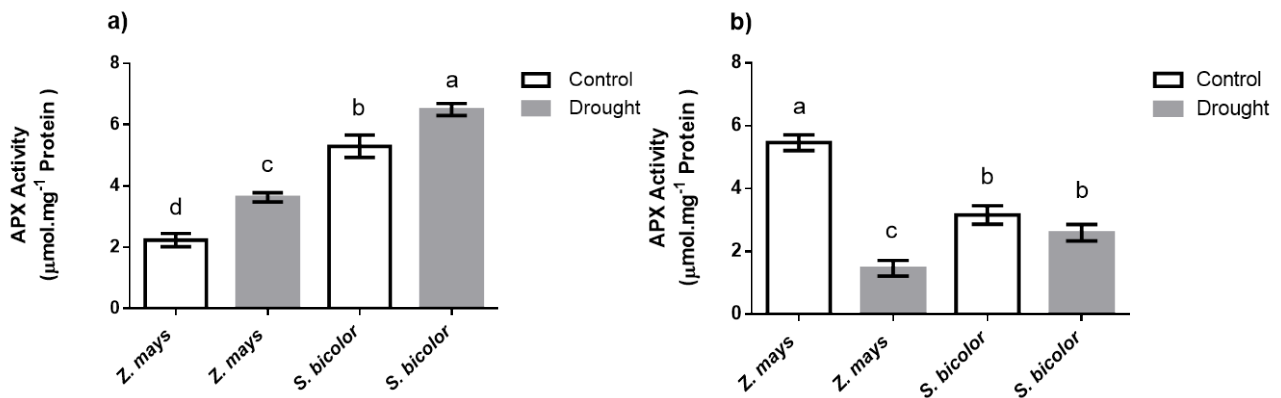 a)
APX Activity
(μmol.mg⁻¹ Protein )
8
6
4
2
0
d
c
b
a
Z. mays
Z. mays
S. bicolor
S. bicolor
Control
Drought
b)
APX Activity
(μmol.mg⁻¹ Protein )
8
6
4
2
0
a
c
b
b
Z. mays
Z. mays
S. bicolor
S. bicolor
Control
Drought